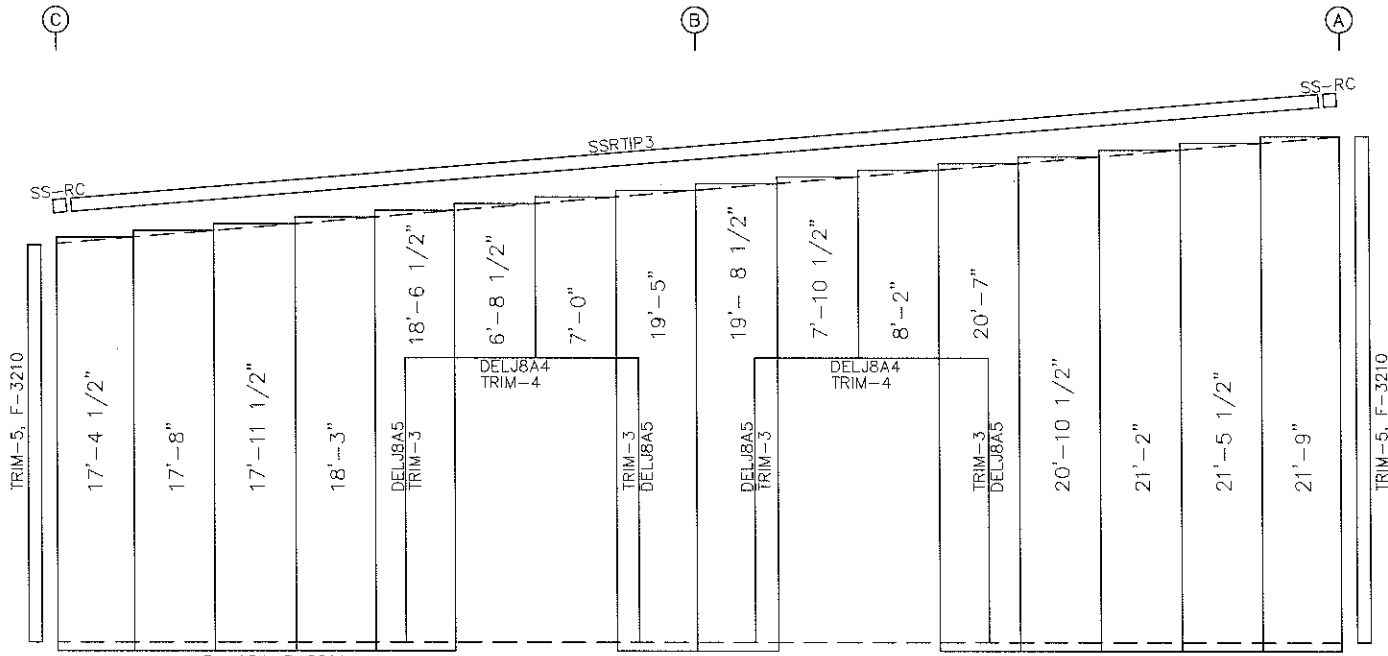 C
B
A
SS-RC
SSRTIP3
SS-RC
TRIM-5, F-3210
17'-4 1/2"
17'-8"
17'-11 1/2"
18'-3"
18'-6 1/2"
6'-8 1/2"
7'-0"
19'-5"
19'- 8 1/2"
7'-10 1/2"
8'-2"
20'-7"
20'-10 1/2"
21'-2"
21'-5 1/2"
21'-9"
TRIM-5, F-3210
DELJ8A4
TRIM-4
DELJ8A4
TRIM-4
DELJ8A5
TRIM-3
TRIM-3
DELJ8A5
DELJ8A5
TRIM-3
TRIM-3
DELJ8A5